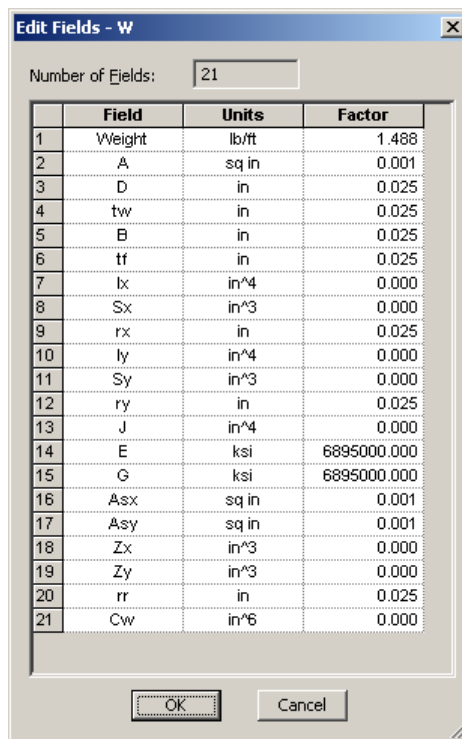 Edit Fields - W
Number of Fields: 21
Field Units Factor
1 Weight lb/ft 1.488
2 A sq in 0.001
3 D in 0.025
4 tw in 0.025
5 B in 0.025
6 tf in 0.025
7 Ix in^4 0.000
8 Sx in^3 0.000
9 rx in 0.025
10 Iy in^4 0.000
11 Sy in^3 0.000
12 ry in 0.025
13 J in^4 0.000
14 E ksi 6895000.000
15 G ksi 6895000.000
16 Asx sq in 0.001
17 Asy sq in 0.001
18 Zx in^3 0.000
19 Zy in^3 0.000
20 rr in 0.025
21 Cw in^6 0.000
OK Cancel